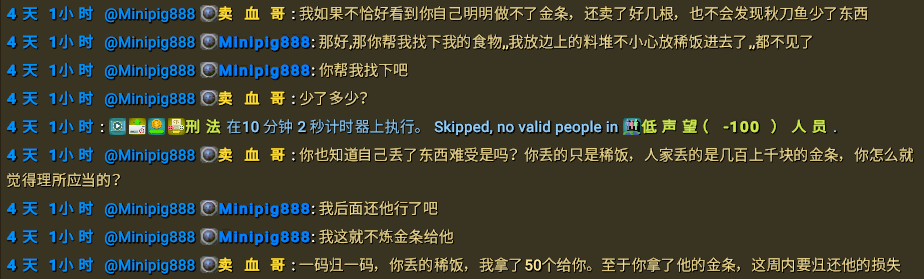 4 天 1小时 @Minipig888 卖 血 哥 : 我如果不恰好看到你自己明明做不了金条，还卖了好几根，也不会发现秋刀鱼少了东西
4 天 1小时 @Minipig888 Minipig888: 那好,那你帮我找下我的食物,,我放边上的料堆不小心放稀饭进去了,,都不见了
4 天 1小时 @Minipig888 Minipig888: 你帮我找下吧
4 天 1小时 @Minipig888 卖 血 哥 : 少了多少？
4 天 1小时 : 刑 法 在10 分钟 2 秒计时器上执行。 Skipped, no valid people in 低 声 望 ( -100 ) 人 员 .
4 天 1小时 @Minipig888 卖 血 哥 : 你也知道自己丢了东西难受是吗？你丢的只是稀饭，人家丢的是几百上千块的金条，你怎么就
觉得理所应当的？
4 天 1小时 @Minipig888 Minipig888: 我后面还他行了吧
4 天 1小时 @Minipig888 Minipig888: 我这就不炼金条给他
4 天 1小时 @Minipig888 卖 血 哥 : 一码归一码，你丢的稀饭，我拿了50个给你。至于你拿了他的金条，这周内要归还他的损失